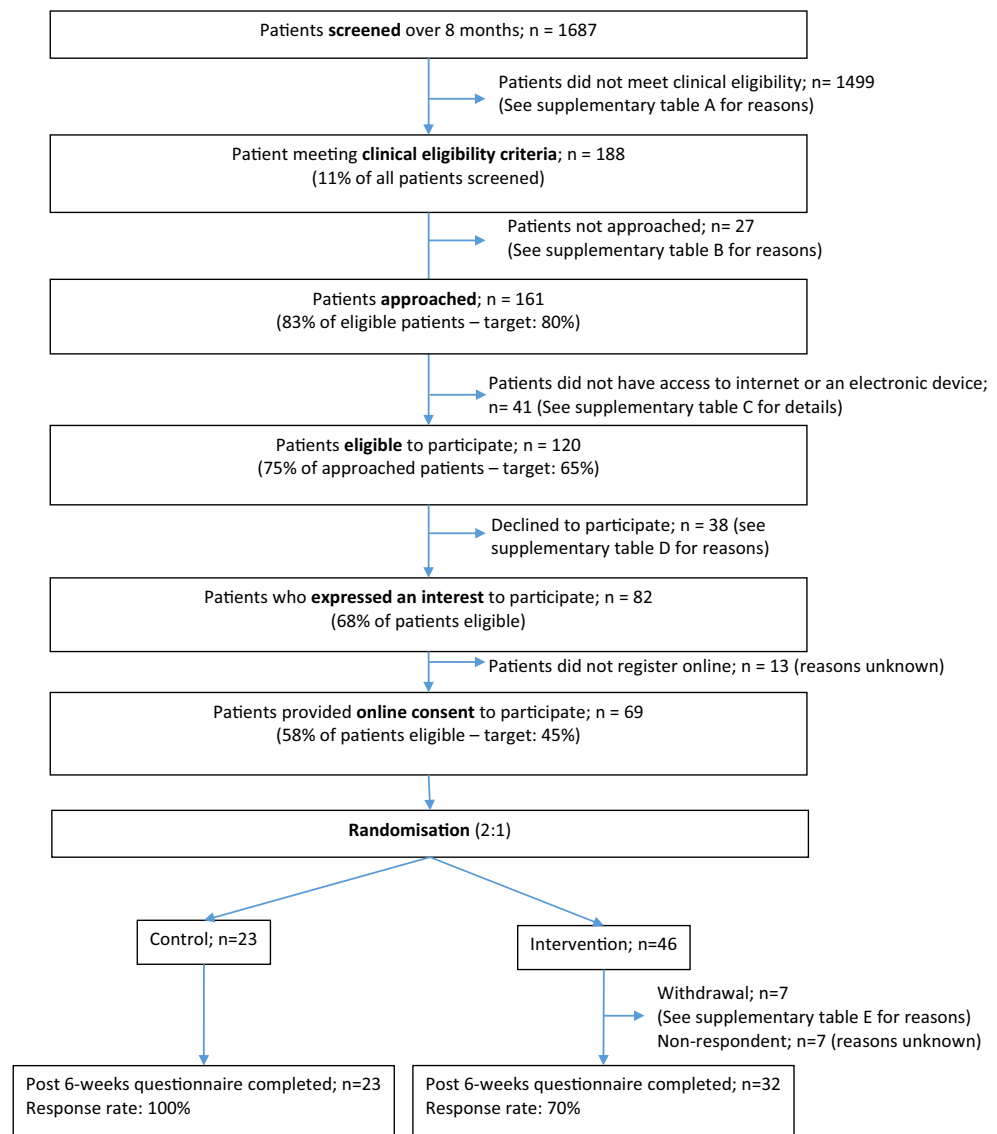 Patients screened over 8 months; n = 1687
Patients did not meet clinical eligibility; n= 1499
(See supplementary table A for reasons)
Patient meeting clinical eligibility criteria; n = 188
(11% of all patients screened)
Patients not approached; n= 27
(See supplementary table B for reasons)
Patients approached; n = 161
(83% of eligible patients – target: 80%)
Patients did not have access to internet or an electronic device;
n= 41 (See supplementary table C for details)
Patients eligible to participate; n = 120
(75% of approached patients – target: 65%)
Declined to participate; n = 38 (see
supplementary table D for reasons)
Patients who expressed an interest to participate; n = 82
(68% of patients eligible)
Patients did not register online; n = 13 (reasons unknown)
Patients provided online consent to participate; n = 69
(58% of patients eligible – target: 45%)
Randomisation (2:1)
Control; n=23
Intervention; n=46
Withdrawal; n=7
(See supplementary table E for reasons)
Non-respondent; n=7 (reasons unknown)
Post 6-weeks questionnaire completed; n=23
Response rate: 100%
Post 6-weeks questionnaire completed; n=32
Response rate: 70%